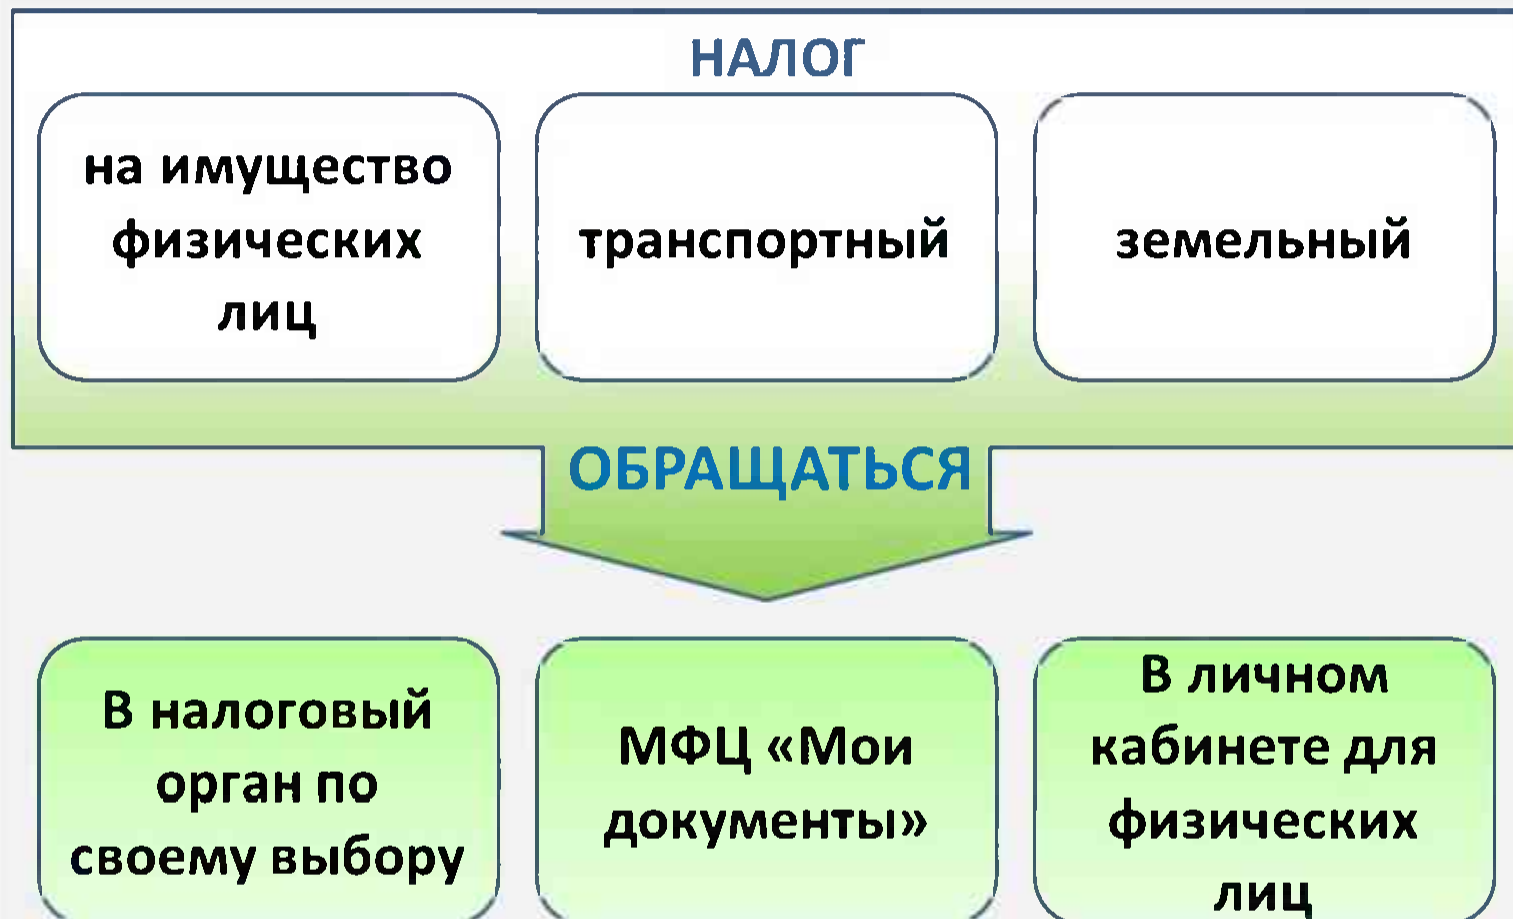 НАЛОГ
на имущество
физических
лиц
транспортный
земельный
ОБРАЩАТЬСЯ
В налоговый
орган по
своему выбору
МФЦ «Мои
документы»
В личном
кабинете для
физических
лиц